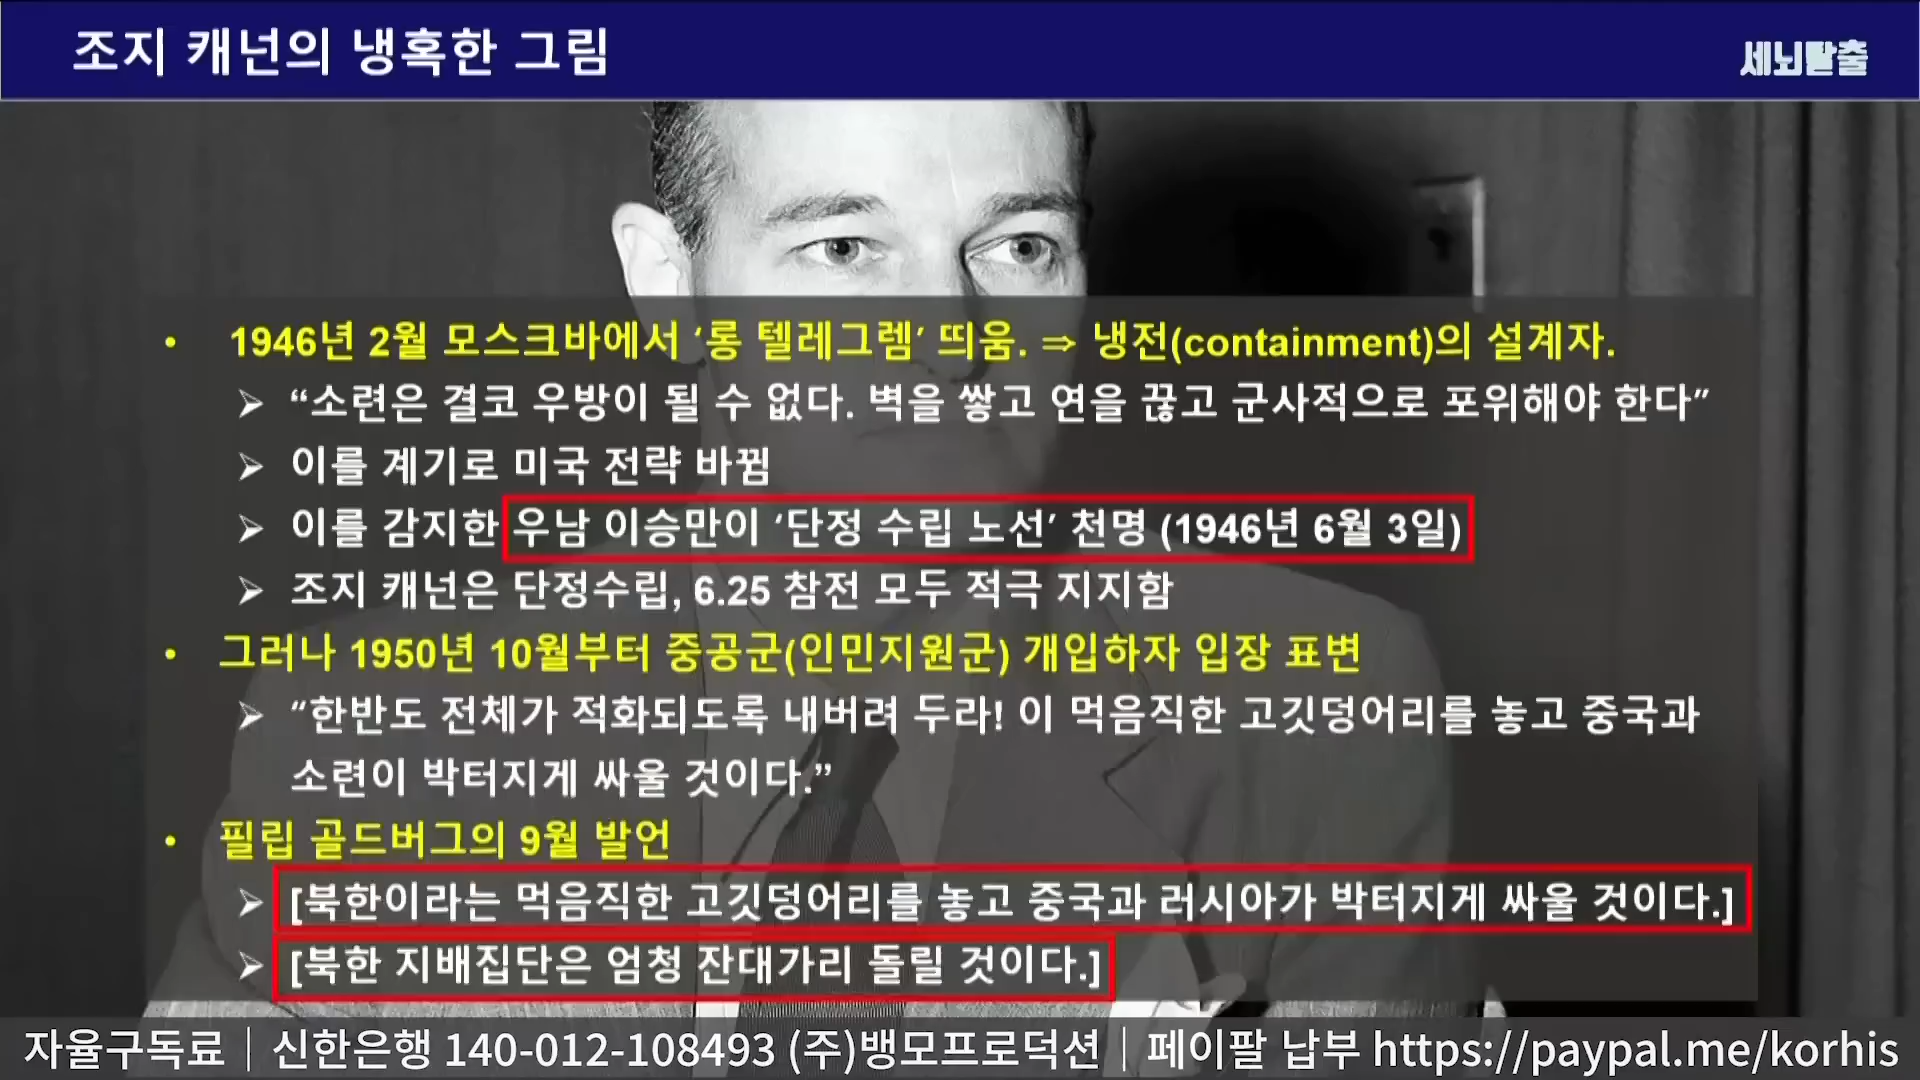 조지 캐넌의 냉혹한 그림
세뇌탈출
• 1946년 2월 모스크바에서 ‘롱 텔레그렘’ 띄움. ⇒ 냉전(containment)의 설계자.
➢ “소련은 결코 우방이 될 수 없다. 벽을 쌓고 연을 끊고 군사적으로 포위해야 한다”
➢ 이를 계기로 미국 전략 바뀜
➢ 이를 감지한 우남 이승만이 ‘단정 수립 노선’ 천명 (1946년 6월 3일)
➢ 조지 캐넌은 단정수립, 6.25 참전 모두 적극 지지함
• 그러나 1950년 10월부터 중공군(인민지원군) 개입하자 입장 표변
➢ “한반도 전체가 적화되도록 내버려 두라! 이 먹음직한 고깃덩어리를 놓고 중국과
소련이 박터지게 싸울 것이다.”
• 필립 골드버그의 9월 발언
➢ [북한이라는 먹음직한 고깃덩어리를 놓고 중국과 러시아가 박터지게 싸울 것이다.]
➢ [북한 지배집단은 엄청 잔대가리 돌릴 것이다.]
자율구독료｜신한은행 140-012-108493 (주)뱅모프로덕션｜페이팔 납부 https://paypal.me/korhis